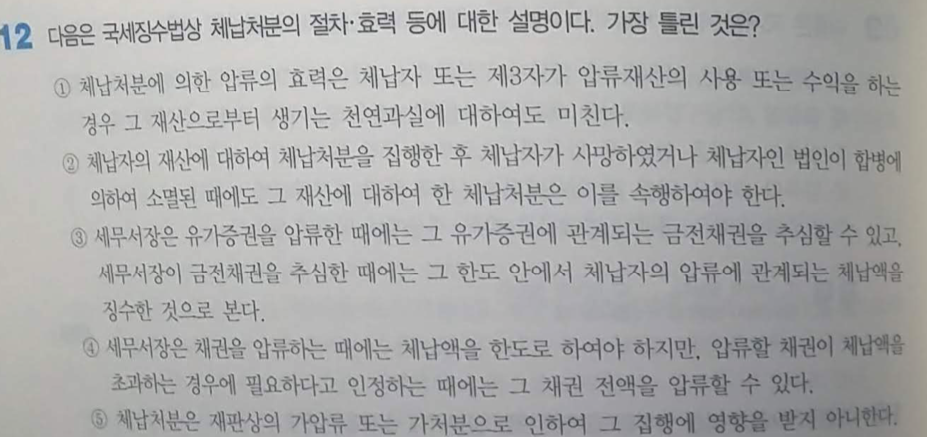 12 다음은 국세징수법상 체납처분의 절차·효력 등에 대한 설명이다. 가장 틀린 것은?
① 체납처분에 의한 압류의 효력은 체납자 또는 제3자가 압류재산의 사용 또는 수익을 하는
경우 그 재산으로부터 생기는 천연과실에 대하여도 미친다.
② 체납자의 재산에 대하여 체납처분을 집행한 후 체납자가 사망하였거나 체납자인 법인이 합병에
의하여 소멸된 때에도 그 재산에 대하여 한 체납처분은 이를 속행하여야 한다.
③ 세무서장은 유가증권을 압류한 때에는 그 유가증권에 관계되는 금전채권을 추심할 수 있고,
세무서장이 금전채권을 추심한 때에는 그 한도 안에서 체납자의 압류에 관계되는 체납액을
징수한 것으로 본다.
④ 세무서장은 채권을 압류하는 때에는 체납액을 한도로 하여야 하지만, 압류할 채권이 체납액을
초과하는 경우에 필요하다고 인정하는 때에는 그 채권 전액을 압류할 수 있다.
⑤ 체납처분은 재판상의 가압류 또는 가처분으로 인하여 그 집행에 영향을 받지 아니한다.